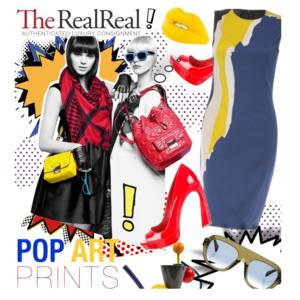 The RealReal
AUTHENTICATED LUXURY CONSIGNMENT
!
!
POP ART
PRINTS